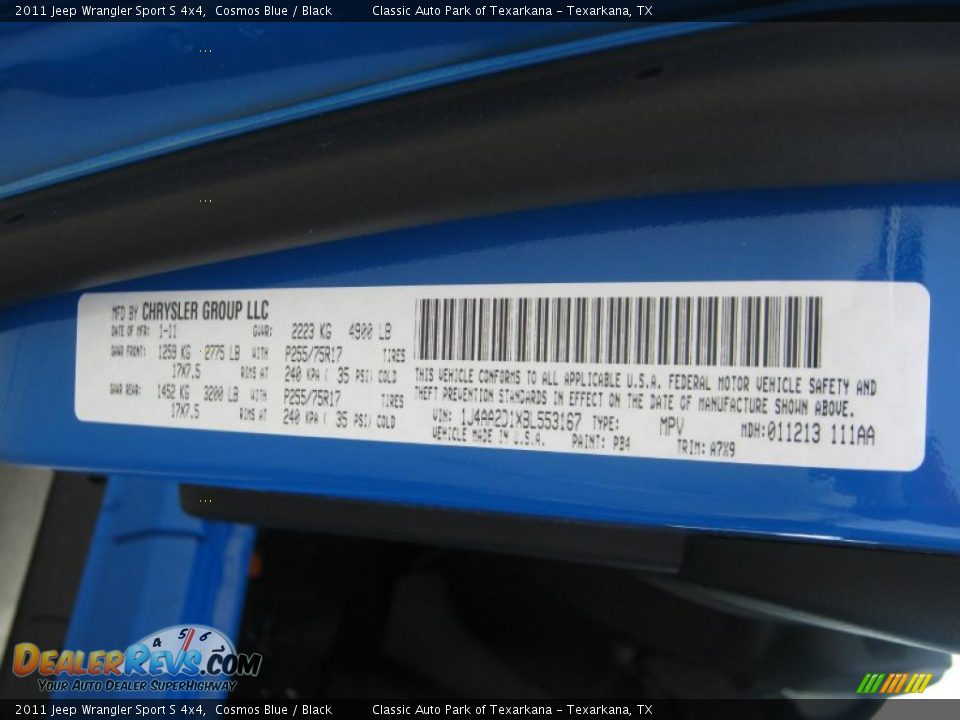 2011 Jeep Wrangler Sport S 4x4,  Cosmos Blue / Black  Classic Auto Park of Texarkana - Texarkana, TX
MFD BY CHRYSLER GROUP LLC
DATE OF MFR: 1-11  GVWR: 2223 KG  4900 LB
GAWR FRONT: 1259 KG  2775 LB  WITH  P255/75R17  TIRES
17X7.5  RIMS AT  240 KPA ( 35 PSI) COLD
GAWR REAR: 1452 KG  3200 LB  WITH  P255/75R17  TIRES
17X7.5  RIMS AT  240 KPA ( 35 PSI) COLD
THIS VEHICLE CONFORMS TO ALL APPLICABLE U.S.A. FEDERAL MOTOR VEHICLE SAFETY AND
THEFT PREVENTION STANDARDS IN EFFECT ON THE DATE OF MANUFACTURE SHOWN ABOVE.
VIN: 1J4AA2D1XBL553167  TYPE: MPV  MDH:011213 111AA
VEHICLE MADE IN U.S.A.  PAINT: PB4  TRIM: A7X9
4 5 6
DEALERREVS.COM
YOUR AUTO DEALER SUPERHIGHWAY
2011 Jeep Wrangler Sport S 4x4,  Cosmos Blue / Black  Classic Auto Park of Texarkana - Texarkana, TX